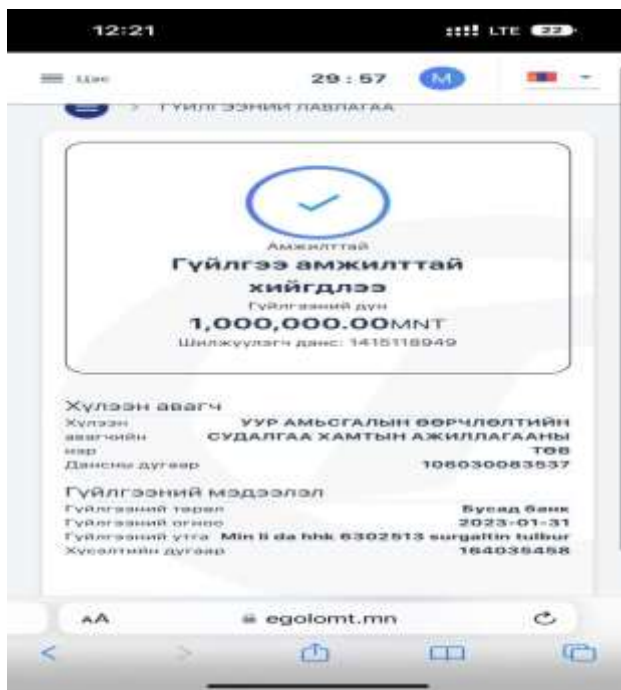 12:21
LTE 22
Цэс 29 : 57 M
> ГҮЙЛГЭЭНИЙ ЛАВЛАГАА
Амжилттай
Гүйлгээ амжилттай
хийгдлээ
Гүйлгээний дүн
1,000,000.00MNT
Шилжүүлэгч данс: 1415118949
Хүлээн авагч
Хүлээн авагчийн нэр
УУР АМЬСГАЛЫН ӨӨРЧЛӨЛТИЙН
СУДАЛГАА ХАМТЫН АЖИЛЛАГААНЫ
ТӨВ
Дансны дугаар 106030083537
Гүйлгээний мэдээлэл
Гүйлгээний төрөл Бусад банк
Гүйлгээний огноо 2023-01-31
Гүйлгээний утга Min li da hhk 6302513 surgaltin tulbur
Хүсэлтийн дугаар 164035458
AA egolomt.mn